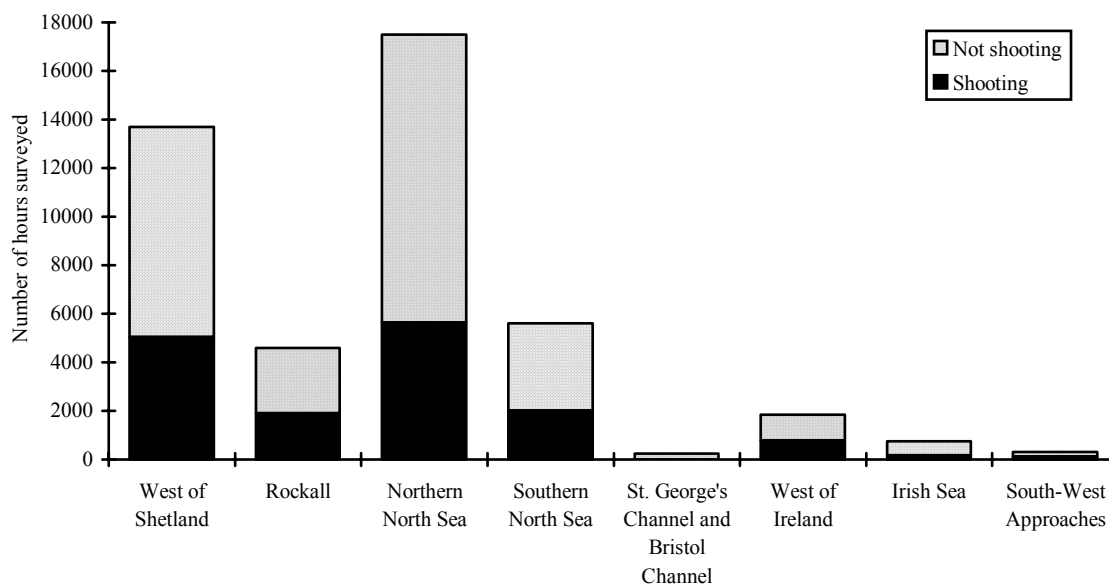 Number of hours surveyed
18000
16000
14000
12000
10000
8000
6000
4000
2000
0
Not shooting
Shooting
West of
Shetland
Rockall
Northern
North Sea
Southern
North Sea
St. George's
Channel and
Bristol
Channel
West of
Ireland
Irish Sea
South-West
Approaches